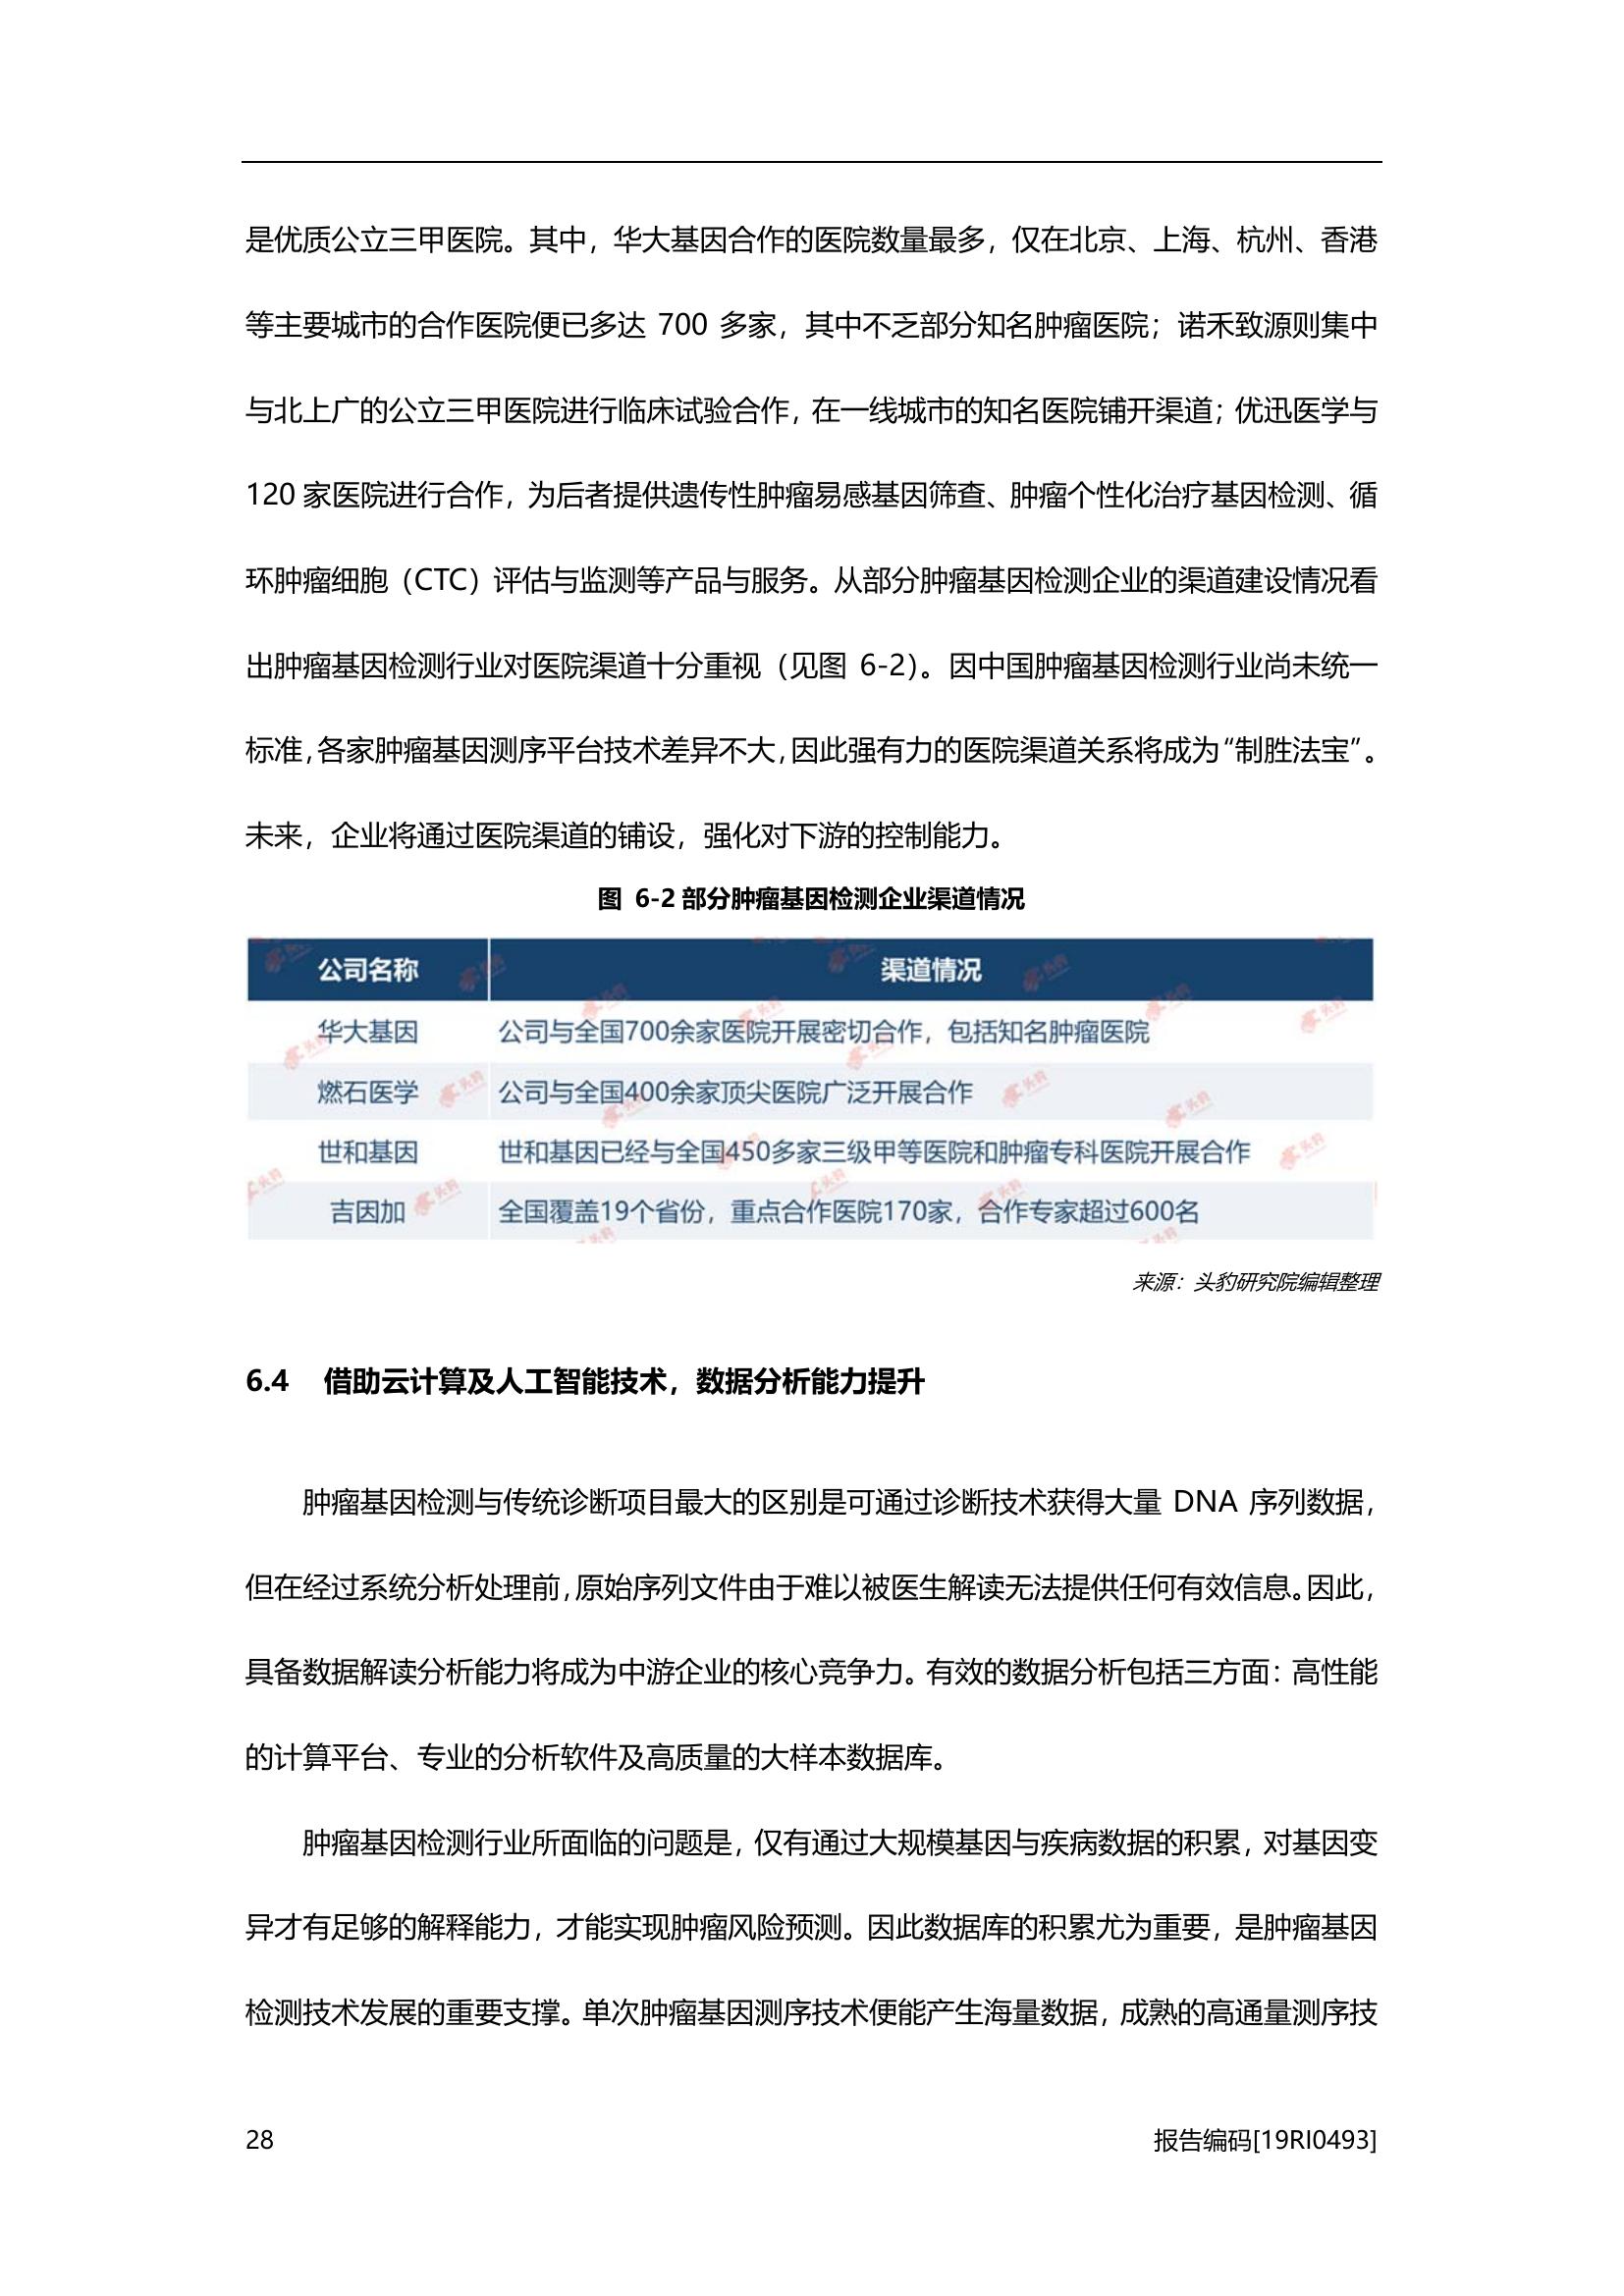 是优质公立三甲医院。其中，华大基因合作的医院数量最多，仅在北京、上海、杭州、香港
等主要城市的合作医院便已多达 700 多家，其中不乏部分知名肿瘤医院；诺禾致源则集中
与北上广的公立三甲医院进行临床试验合作，在一线城市的知名医院铺开渠道；优迅医学与
120 家医院进行合作，为后者提供遗传性肿瘤易感基因筛查、肿瘤个性化治疗基因检测、循
环肿瘤细胞（CTC）评估与监测等产品与服务。从部分肿瘤基因检测企业的渠道建设情况看
出肿瘤基因检测行业对医院渠道十分重视（见图 6-2）。因中国肿瘤基因检测行业尚未统一
标准，各家肿瘤基因测序平台技术差异不大，因此强有力的医院渠道关系将成为“制胜法宝”。
未来，企业将通过医院渠道的铺设，强化对下游的控制能力。
图 6-2 部分肿瘤基因检测企业渠道情况
公司名称 渠道情况
华大基因 公司与全国700余家医院开展密切合作，包括知名肿瘤医院
燃石医学 公司与全国400余家顶尖医院广泛开展合作
世和基因 世和基因已经与全国450多家三级甲等医院和肿瘤专科医院开展合作
吉因加 全国覆盖19个省份，重点合作医院170家，合作专家超过600名
来源：头豹研究院编辑整理
6.4 借助云计算及人工智能技术，数据分析能力提升
肿瘤基因检测与传统诊断项目最大的区别是可通过诊断技术获得大量 DNA 序列数据，
但在经过系统分析处理前，原始序列文件由于难以被医生解读无法提供任何有效信息。因此，
具备数据解读分析能力将成为中游企业的核心竞争力。有效的数据分析包括三方面：高性能
的计算平台、专业的分析软件及高质量的大样本数据库。
肿瘤基因检测行业所面临的问题是，仅有通过大规模基因与疾病数据的积累，对基因变
异才有足够的解释能力，才能实现肿瘤风险预测。因此数据库的积累尤为重要，是肿瘤基因
检测技术发展的重要支撑。单次肿瘤基因测序技术便能产生海量数据，成熟的高通量测序技
28 报告编码[19RI0493]